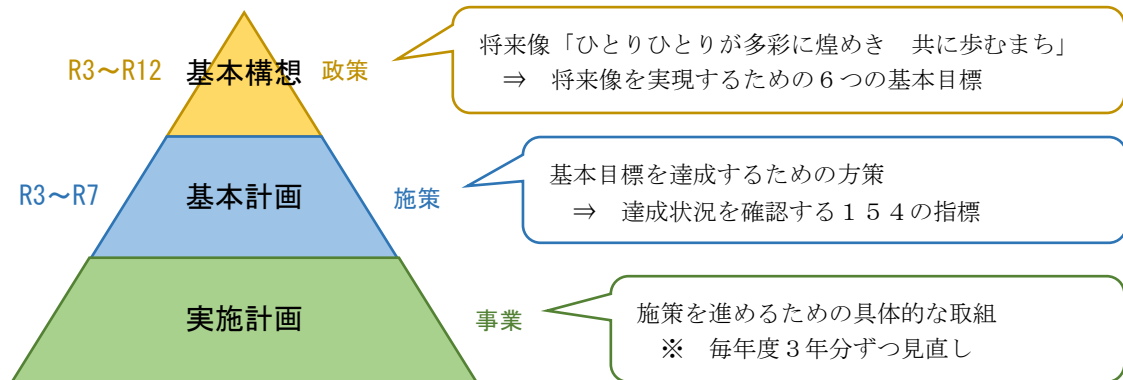 将来像「ひとりひとりが多彩に煌めき　共に歩むまち」
⇒　将来像を実現するための６つの基本目標
R3～R12 基本構想 政策
基本目標を達成するための方策
⇒　達成状況を確認する１５４の指標
R3～R7 基本計画 施策
施策を進めるための具体的な取組
※　毎年度３年分ずつ見直し
実施計画 事業